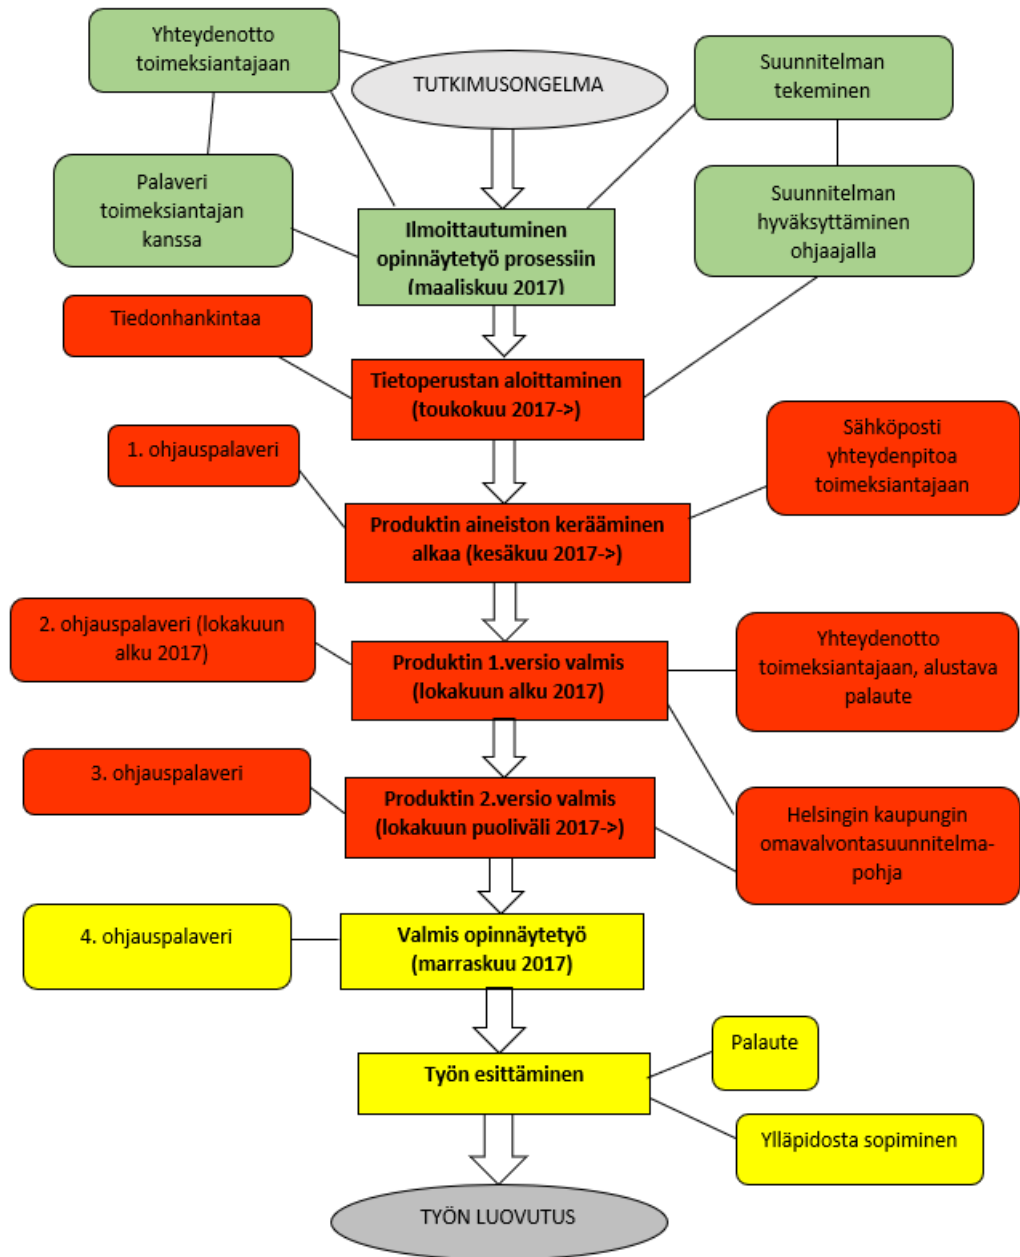 Yhteydenotto
toimeksiantajaan
TUTKIMUSONGELMA
Suunnitelman
tekeminen
Palaveri
toimeksiantajan
kanssa
Ilmoittautuminen
opinnäytetyö prosessiin
(maaliskuu 2017)
Suunnitelman
hyväksyttäminen
ohjaajalla
Tiedonhankintaa
Tietoperustan aloittaminen
(toukokuu 2017->)
1. ohjauspalaveri
Sähköposti
yhteydenpitoa
toimeksiantajaan
Produktin aineiston kerääminen
alkaa (kesäkuu 2017->)
2. ohjauspalaveri (lokakuun
alku 2017)
Produktin 1.versio valmis
(lokakuun alku 2017)
Yhteydenotto
toimeksiantajaan, alustava
palaute
3. ohjauspalaveri
Produktin 2.versio valmis
(lokakuun puoliväli 2017->)
Helsingin kaupungin
omavalvontasuunnitelma-
pohja
4. ohjauspalaveri
Valmis opinnäytetyö
(marraskuu 2017)
Palaute
Työn esittäminen
Ylläpidosta sopiminen
TYÖN LUOVUTUS